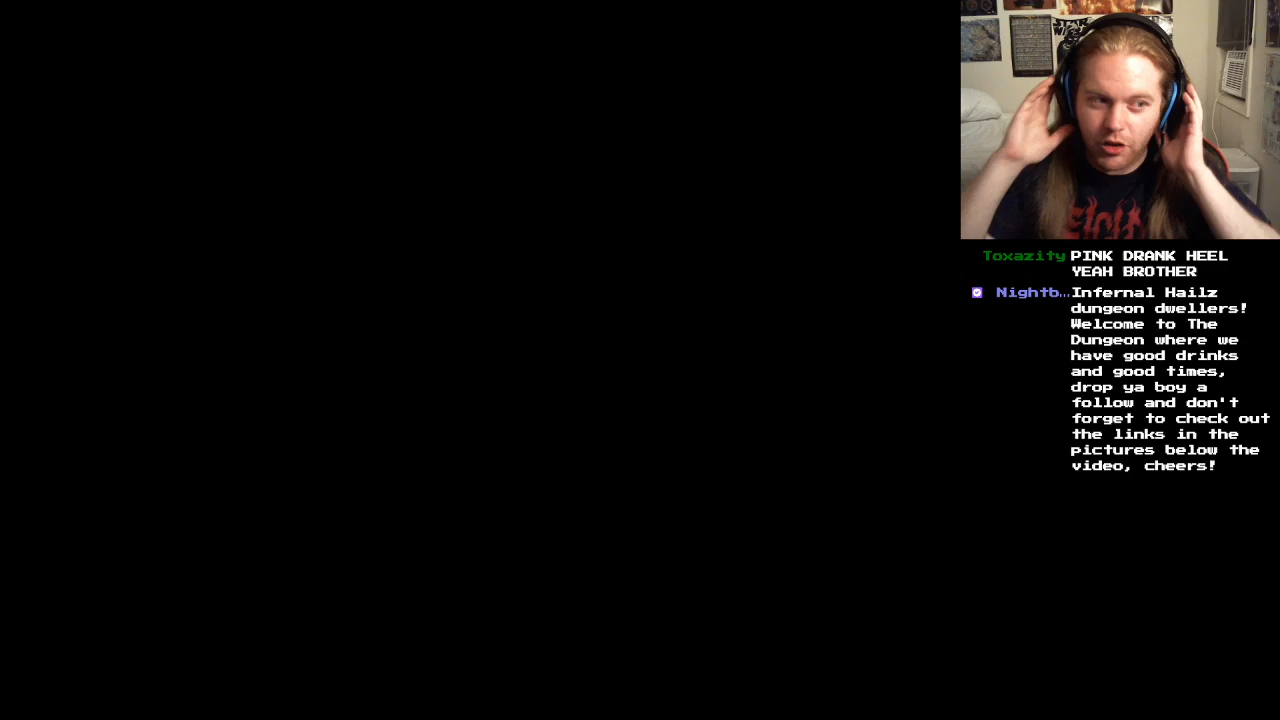 Toxazity PINK DRANK HEEL
YEAH BROTHER
Nightb... Infernal Hailz
dungeon dwellers!
Welcome to The
Dungeon where we
have good drinks
and good times,
drop ya boy a
follow and don't
forget to check out
the links in the
pictures below the
video, cheers!